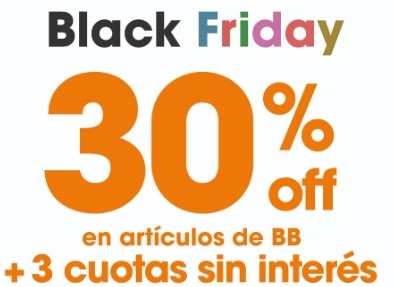 Black Friday
30%
off
en artículos de BB
+ 3 cuotas sin interés